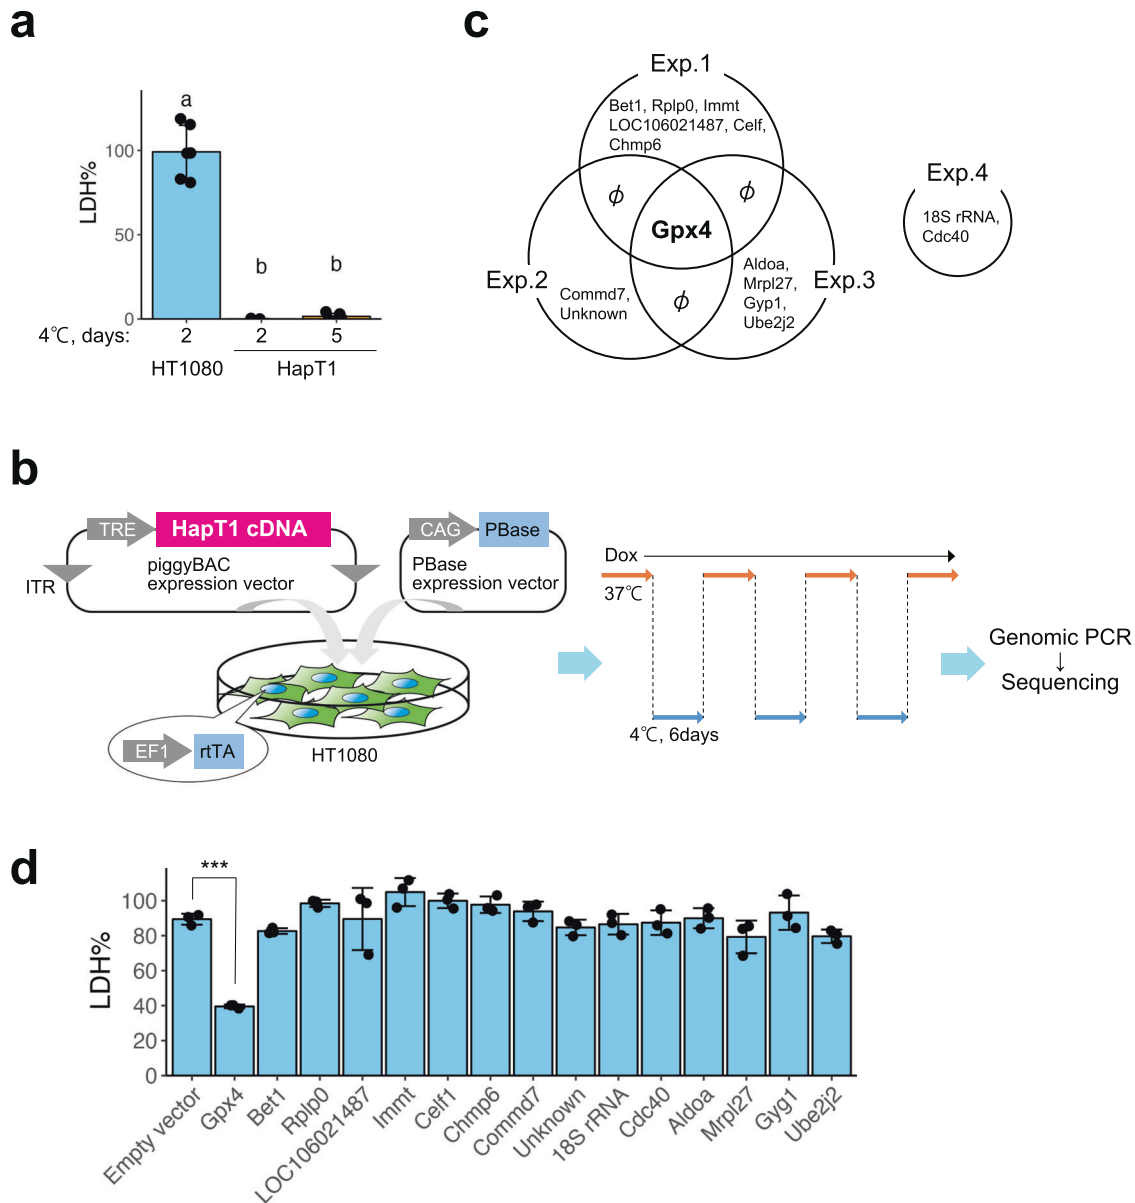 a
LDH%
100
50
0
a
b
b
4℃, days:
2
2
5
HT1080
HapT1
c
Exp.1
Bet1, Rplp0, Immt
LOC106021487, Celf,
Chmp6
ϕ
ϕ
Gpx4
Exp.2
Commd7,
Unknown
ϕ
Aldoa,
Mrpl27,
Gyp1,
Ube2j2
Exp.3
Exp.4
18S rRNA,
Cdc40
b
TRE
HapT1 cDNA
piggyBAC
expression vector
ITR
CAG
PBase
PBase
expression vector
EF1
rtTA
HT1080
Dox
37℃
4℃, 6days
Genomic PCR
↓
Sequencing
d
LDH%
100
80
60
40
20
0
***
Empty vector
Gpx4
Bet1
Rplp0
LOC106021487
Immt
Celf1
Chmp6
Commd7
Unknown
18S rRNA
Cdc40
Aldoa
Mrpl27
Gyg1
Ube2j2